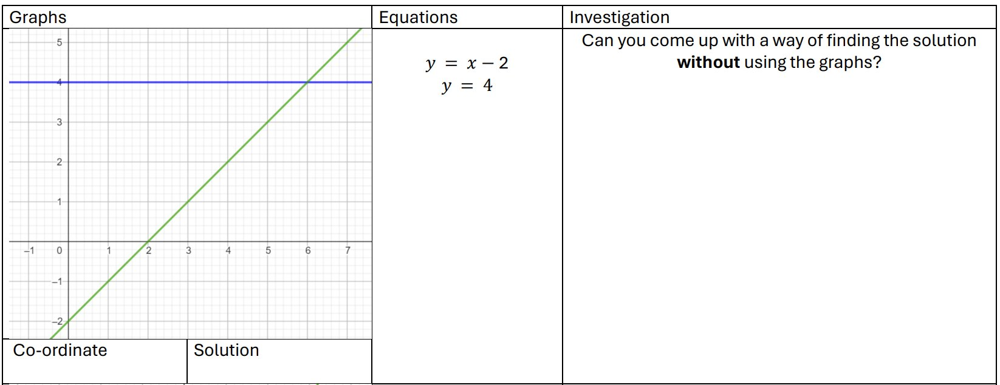 Graphs
Equations
Investigation
5
4
3
2
1
−1
0
1
2
3
4
5
6
7
−1
−2
y = x − 2
y = 4
Can you come up with a way of finding the solution
without using the graphs?
Co-ordinate
Solution